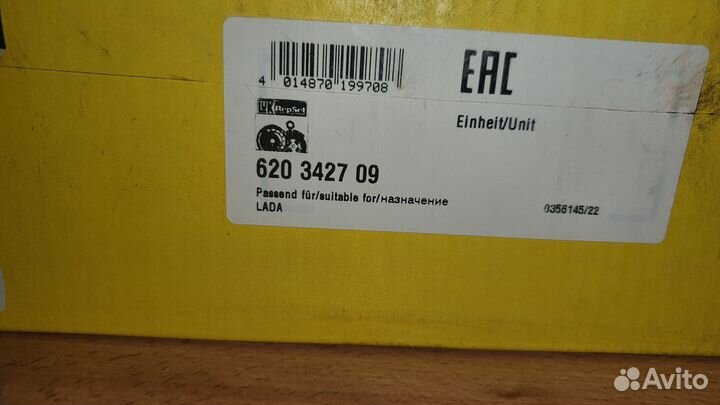 4 014870 199708
EAC
LUK RepSet
Einheit/Unit
620 3427 09
Passend für/suitable for/назначение
LADA
0356145/22
Avito